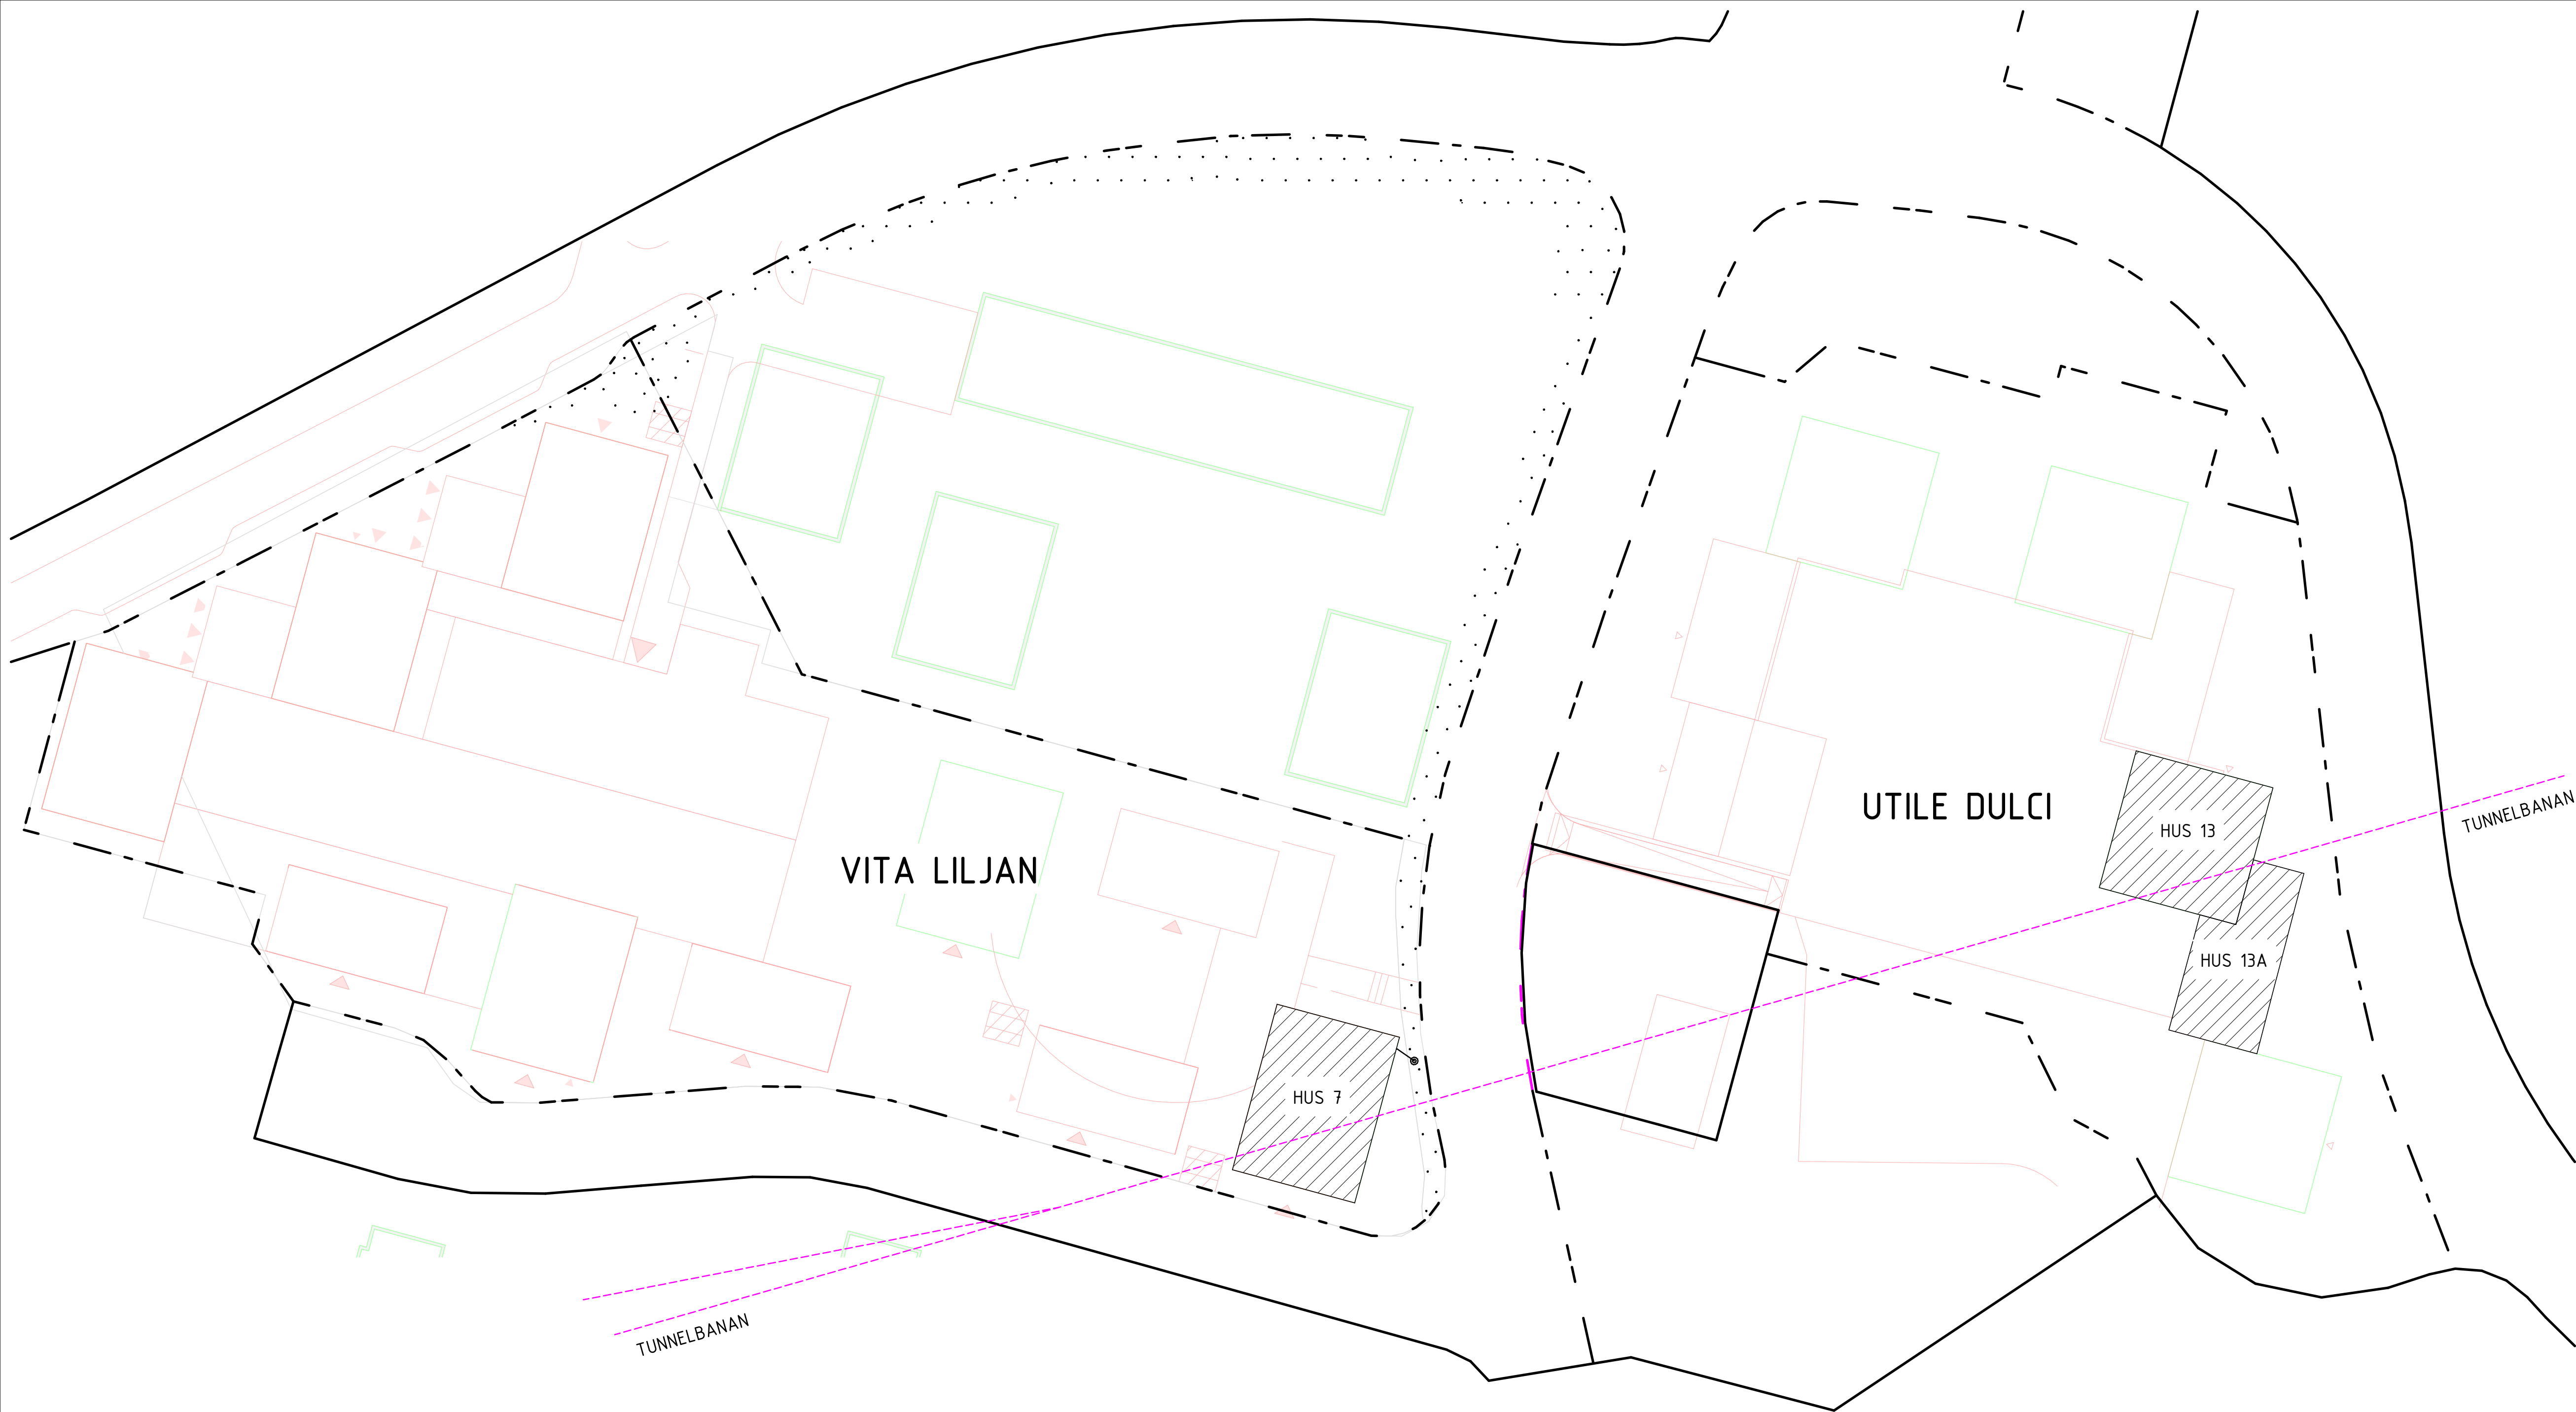 UTILE DULCI
TUNNELBANAN
HUS 13
VITA LILJAN
HUS 13A
HUS 7
TUNNELBANAN